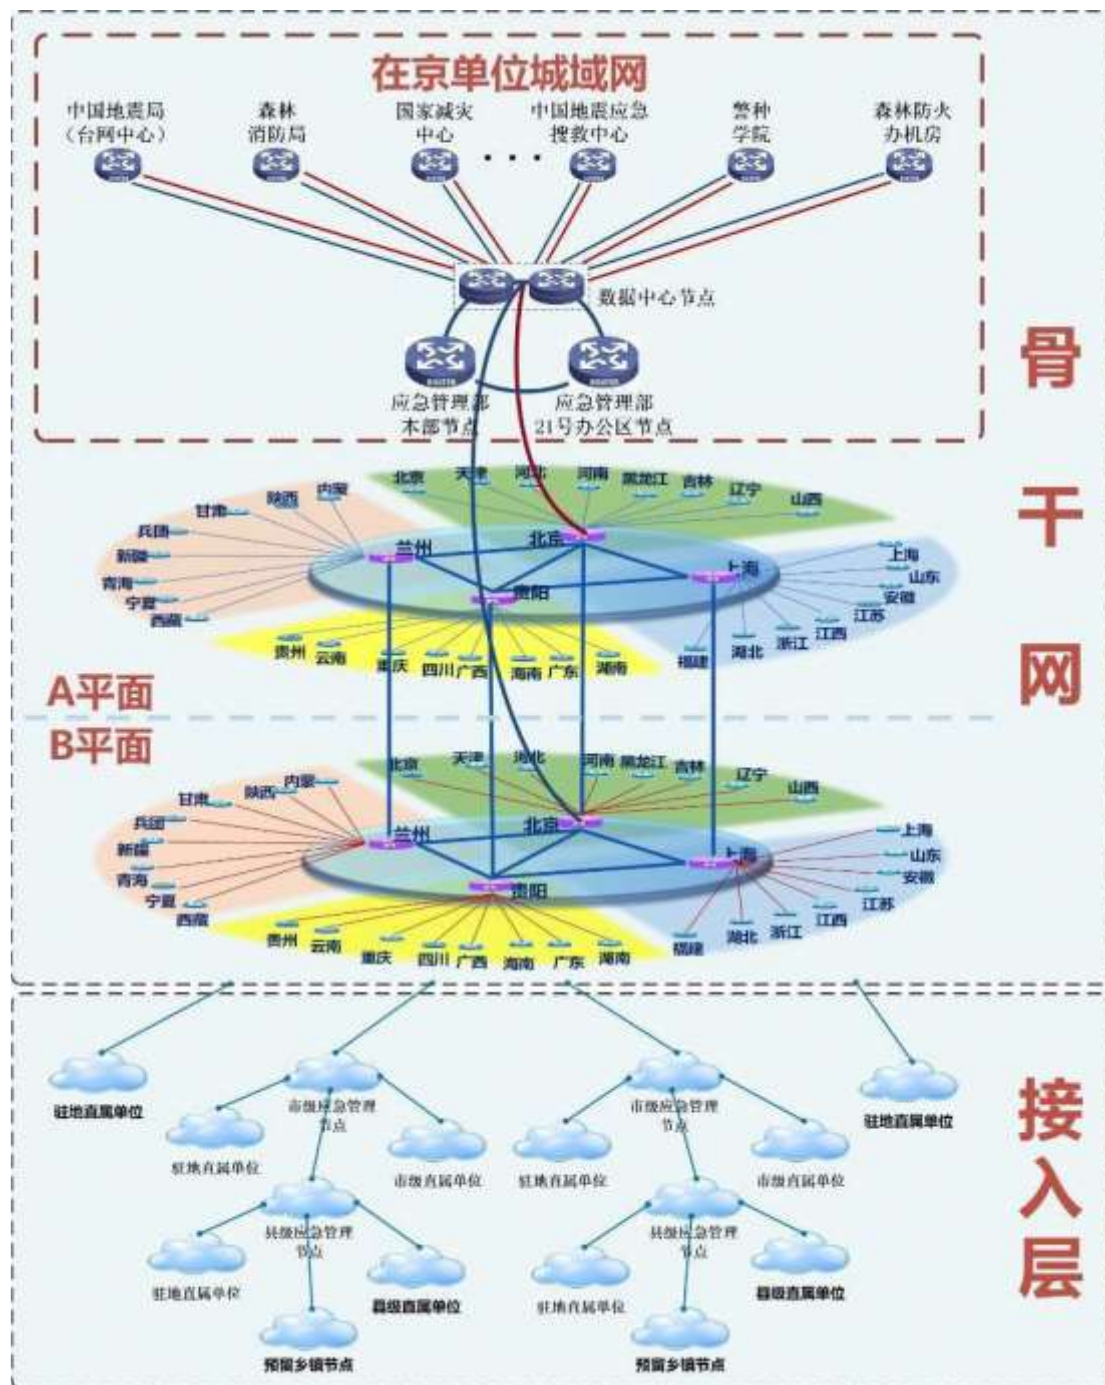 在京单位城域网
中国地震局
（台网中心）
森林
消防局
国家减灾
中心
...
中国地震应急
搜救中心
警种
学院
森林防火
办机房
数据中心节点
应急管理部
本部节点
应急管理部
21号办公区节点
骨
干
网
北京
天津
河北
河南
黑龙江
吉林
辽宁
山西
内蒙
陕西
甘肃
兵团
新疆
青海
宁夏
西藏
兰州
北京
贵阳
上海
上海
山东
安徽
江苏
江西
浙江
湖北
福建
贵州
云南
重庆
四川
广西
海南
广东
湖南
A平面
B平面
北京
天津
河北
河南
黑龙江
吉林
辽宁
山西
内蒙
陕西
甘肃
兵团
新疆
青海
宁夏
西藏
兰州
北京
贵阳
上海
上海
山东
安徽
江苏
江西
浙江
湖北
福建
贵州
云南
重庆
四川
广西
海南
广东
湖南
接
入
层
驻地直属单位
市级应急管理
节点
驻地直属单位
市级直属单位
县级应急管理
节点
驻地直属单位
县级直属单位
预留乡镇节点
市级应急管理
节点
驻地直属单位
市级直属单位
县级应急管理
节点
驻地直属单位
县级直属单位
预留乡镇节点
驻地直属单位